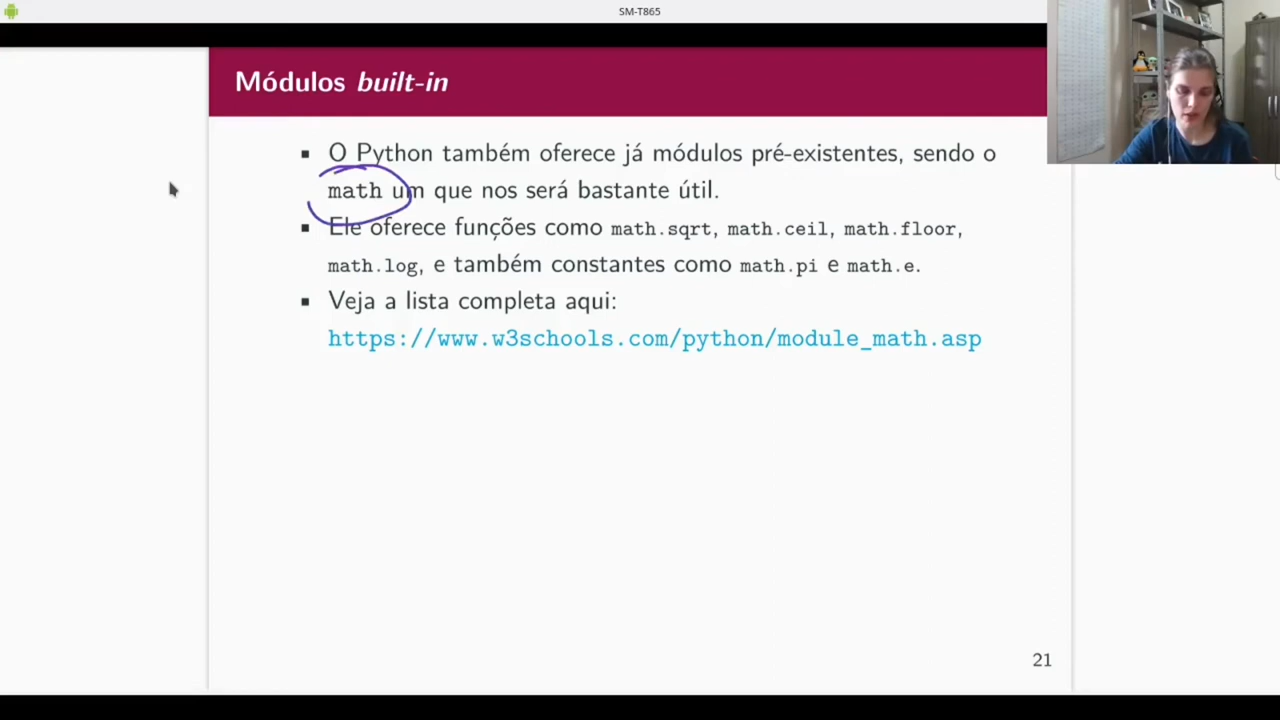 SM-T865
Módulos built-in
▪ O Python também oferece já módulos pré-existentes, sendo o
math um que nos será bastante útil.
▪ Ele oferece funções como math.sqrt, math.ceil, math.floor,
math.log, e também constantes como math.pi e math.e.
▪ Veja a lista completa aqui:
https://www.w3schools.com/python/module_math.asp
21